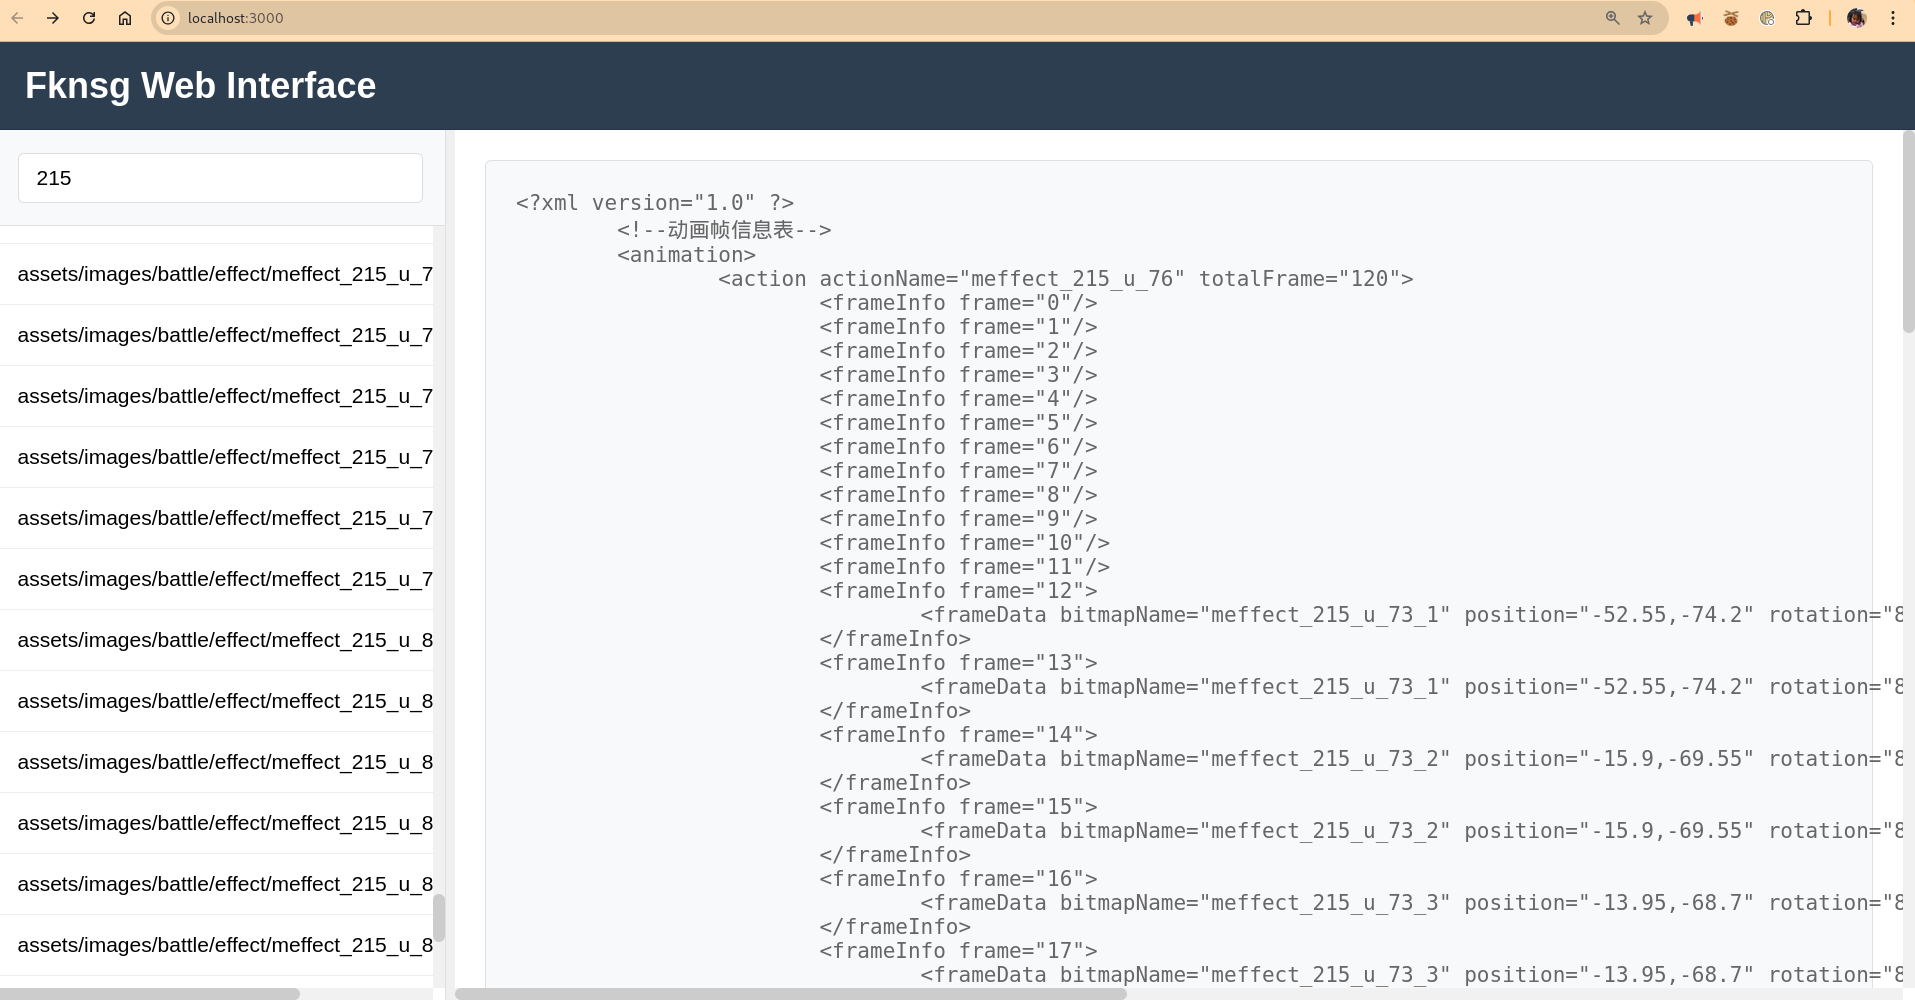 localhost:3000
Fknsg Web Interface
215
assets/images/battle/effect/meffect_215_u_7
assets/images/battle/effect/meffect_215_u_7
assets/images/battle/effect/meffect_215_u_7
assets/images/battle/effect/meffect_215_u_7
assets/images/battle/effect/meffect_215_u_7
assets/images/battle/effect/meffect_215_u_7
assets/images/battle/effect/meffect_215_u_8
assets/images/battle/effect/meffect_215_u_8
assets/images/battle/effect/meffect_215_u_8
assets/images/battle/effect/meffect_215_u_8
assets/images/battle/effect/meffect_215_u_8
assets/images/battle/effect/meffect_215_u_8
<?xml version="1.0" ?>
<!--动画帧信息表-->
<animation>
<action actionName="meffect_215_u_76" totalFrame="120">
<frameInfo frame="0"/>
<frameInfo frame="1"/>
<frameInfo frame="2"/>
<frameInfo frame="3"/>
<frameInfo frame="4"/>
<frameInfo frame="5"/>
<frameInfo frame="6"/>
<frameInfo frame="7"/>
<frameInfo frame="8"/>
<frameInfo frame="9"/>
<frameInfo frame="10"/>
<frameInfo frame="11"/>
<frameInfo frame="12">
<frameData bitmapName="meffect_215_u_73_1" position="-52.55,-74.2" rotation="8
</frameInfo>
<frameInfo frame="13">
<frameData bitmapName="meffect_215_u_73_1" position="-52.55,-74.2" rotation="8
</frameInfo>
<frameInfo frame="14">
<frameData bitmapName="meffect_215_u_73_2" position="-15.9,-69.55" rotation="8
</frameInfo>
<frameInfo frame="15">
<frameData bitmapName="meffect_215_u_73_2" position="-15.9,-69.55" rotation="8
</frameInfo>
<frameInfo frame="16">
<frameData bitmapName="meffect_215_u_73_3" position="-13.95,-68.7" rotation="8
</frameInfo>
<frameInfo frame="17">
<frameData bitmapName="meffect_215_u_73_3" position="-13.95,-68.7" rotation="8